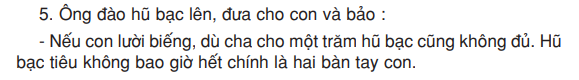 5. Ông đào hũ bạc lên, đưa cho con và bảo :
- Nếu con lười biếng, dù cha cho một trăm hũ bạc cũng không đủ. Hũ
bạc tiêu không bao giờ hết chính là hai bàn tay con.